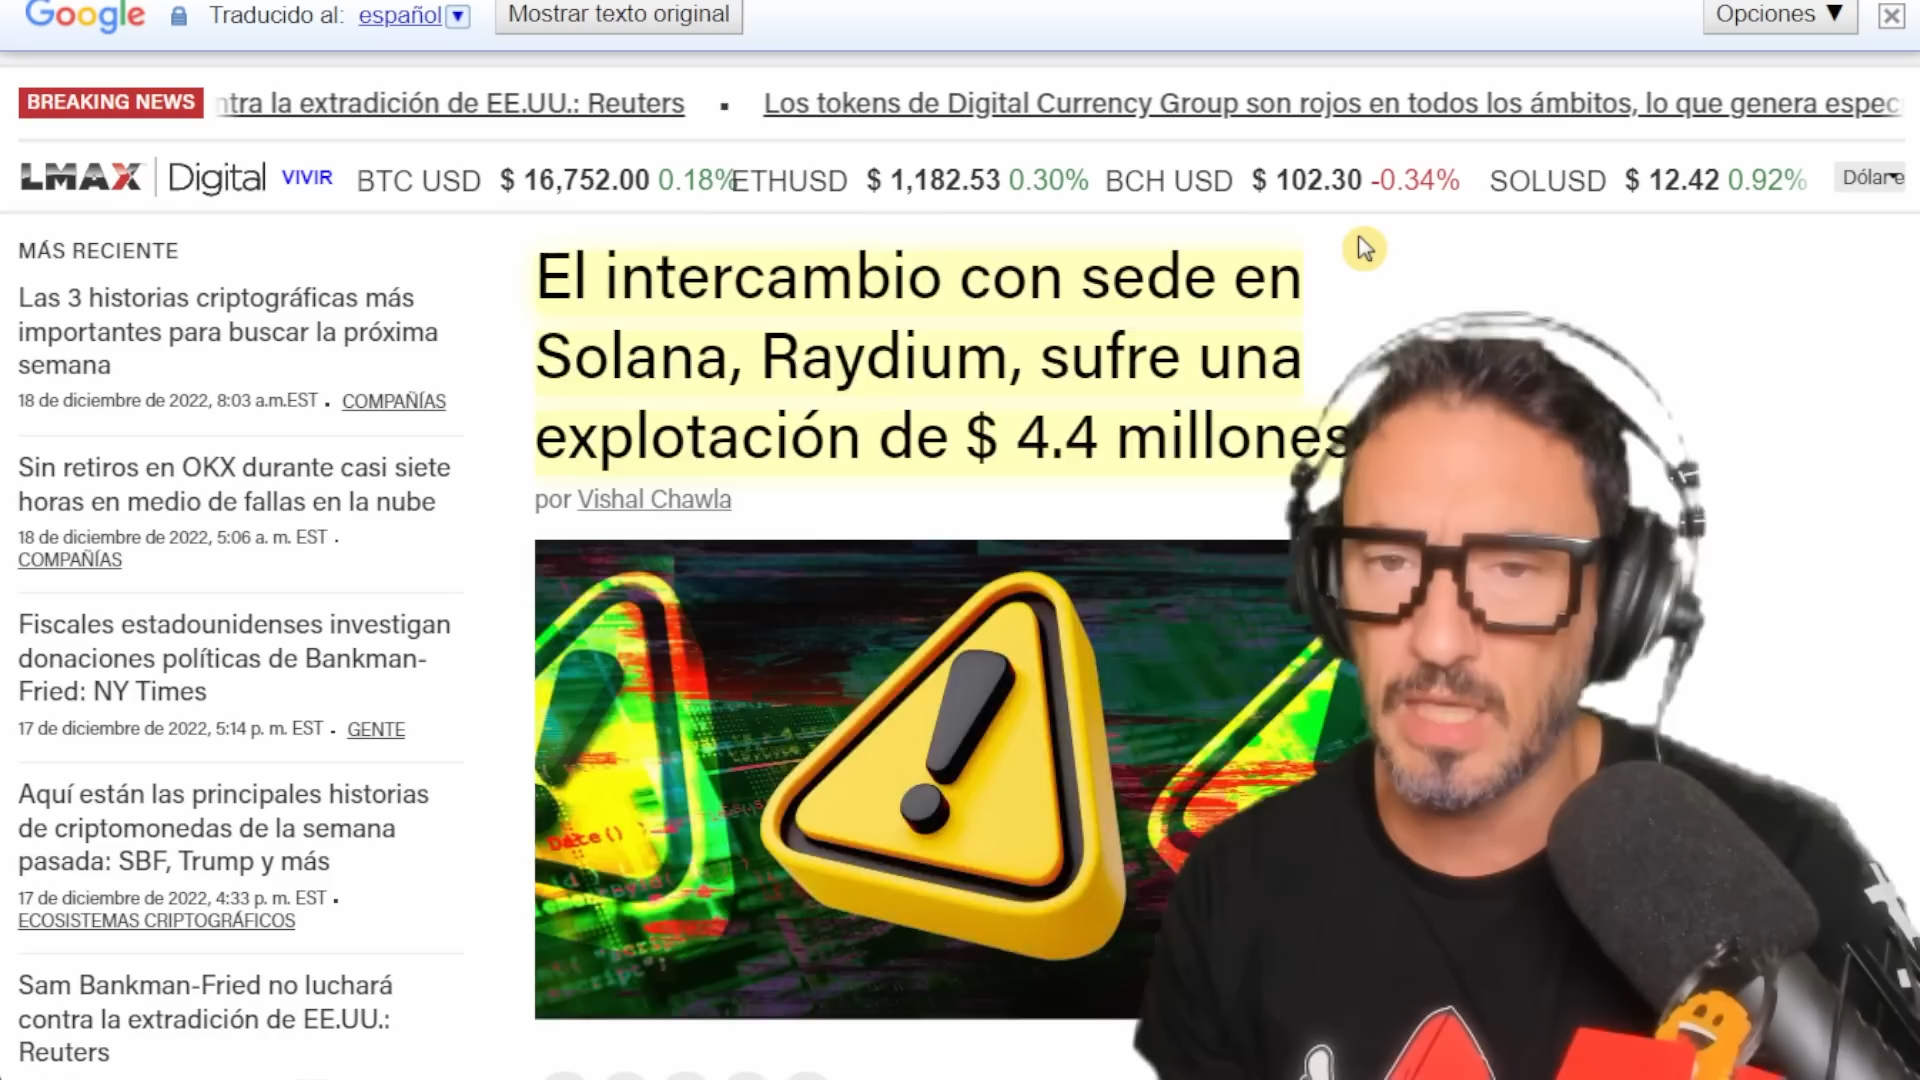 Google Traducido al: español Mostrar texto original Opciones ▼
BREAKING NEWS ntra la extradición de EE.UU.: Reuters ▪ Los tokens de Digital Currency Group son rojos en todos los ámbitos, lo que genera espec
LMAX Digital VIVIR BTC USD $ 16,752.00 0.18% ETHUSD $ 1,182.53 0.30% BCH USD $ 102.30 -0.34% SOLUSD $ 12.42 0.92% Dólare
MÁS RECIENTE
Las 3 historias criptográficas más
importantes para buscar la próxima
semana
18 de diciembre de 2022, 8:03 a.m.EST ▪ COMPAÑÍAS
Sin retiros en OKX durante casi siete
horas en medio de fallas en la nube
18 de diciembre de 2022, 5:06 a. m. EST ▪
COMPAÑÍAS
Fiscales estadounidenses investigan
donaciones políticas de Bankman-
Fried: NY Times
17 de diciembre de 2022, 5:14 p. m. EST ▪ GENTE
Aquí están las principales historias
de criptomonedas de la semana
pasada: SBF, Trump y más
17 de diciembre de 2022, 4:33 p. m. EST ▪
ECOSISTEMAS CRIPTOGRÁFICOS
Sam Bankman-Fried no luchará
contra la extradición de EE.UU.:
Reuters
El intercambio con sede en
Solana, Raydium, sufre una
explotación de $ 4.4 millones
por Vishal Chawla
Date()